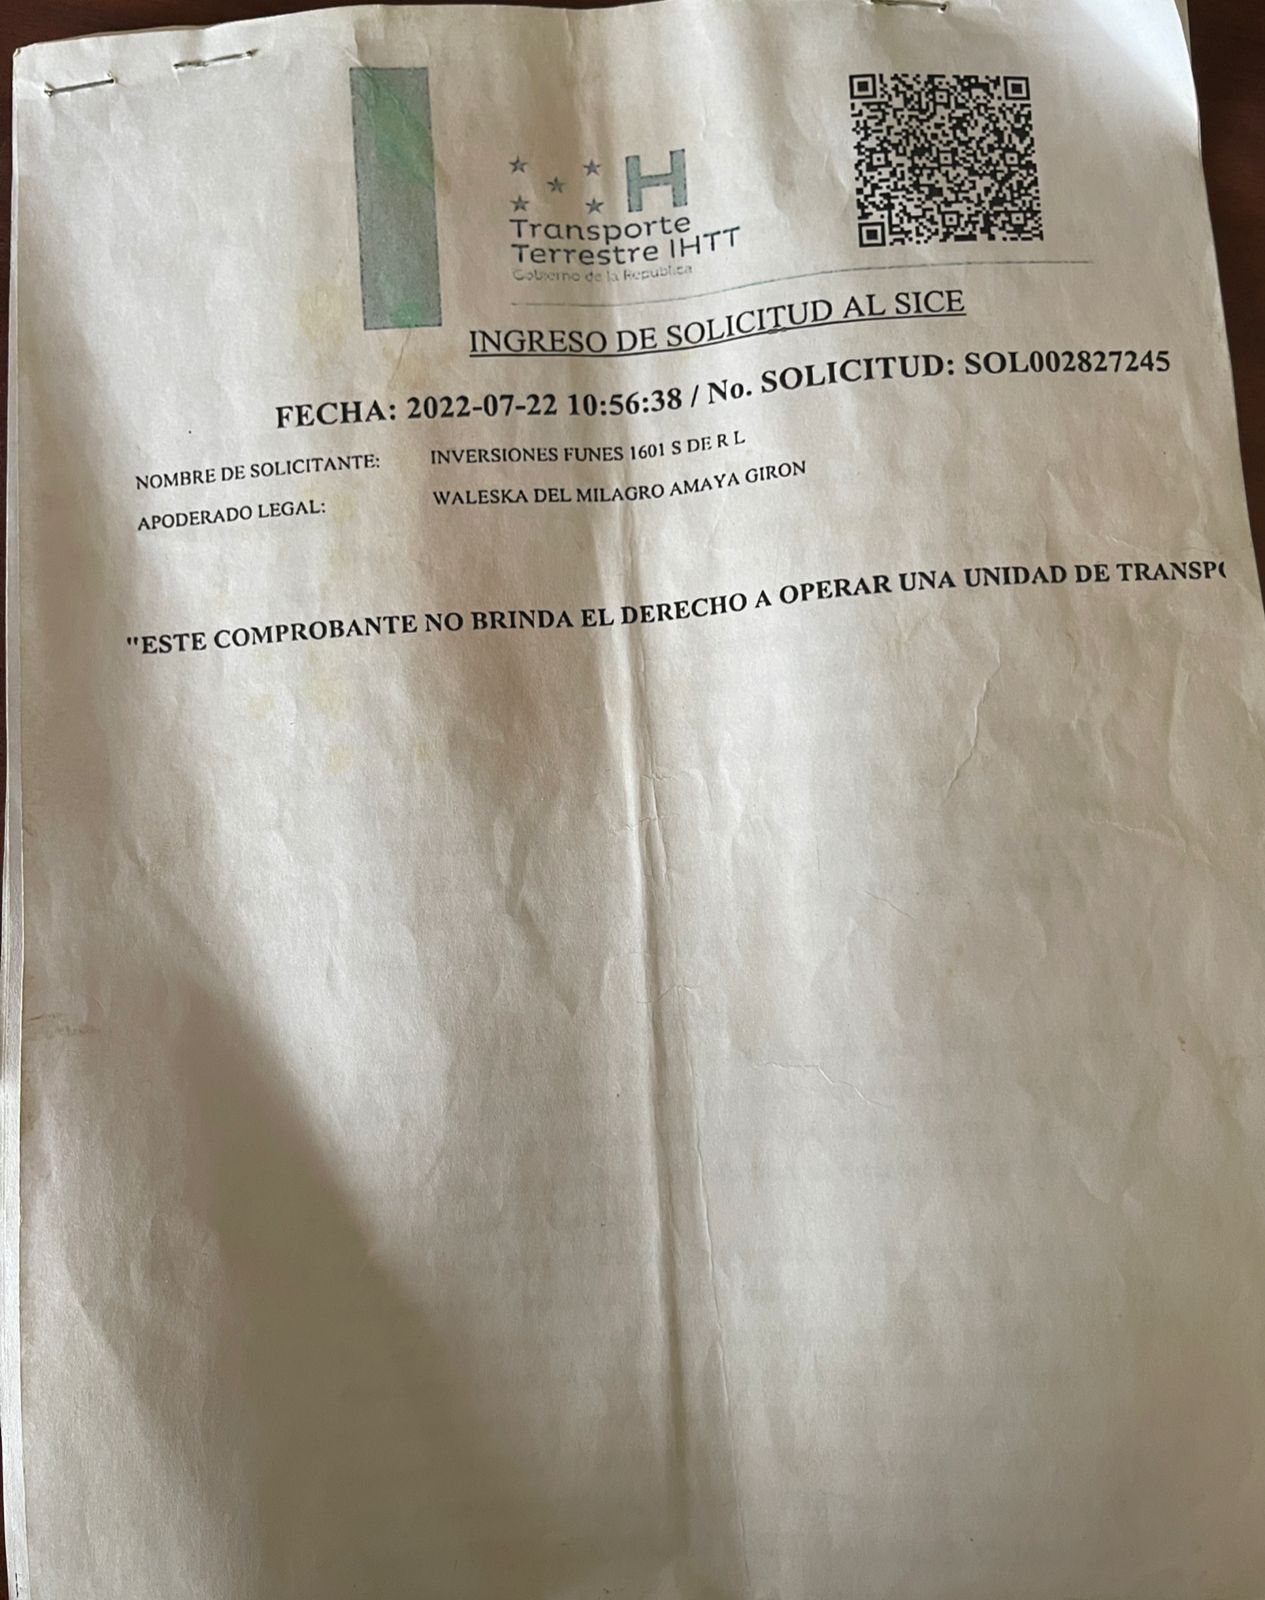 H
Transporte
Terrestre IHTT
Gobierno de la Republica
INGRESO DE SOLICITUD AL SICE
FECHA: 2022-07-22 10:56:38 / No. SOLICITUD: SOL002827245
NOMBRE DE SOLICITANTE: INVERSIONES FUNES 1601 S DE R L
APODERADO LEGAL: WALESKA DEL MILAGRO AMAYA GIRON
"ESTE COMPROBANTE NO BRINDA EL DERECHO A OPERAR UNA UNIDAD DE TRANSP